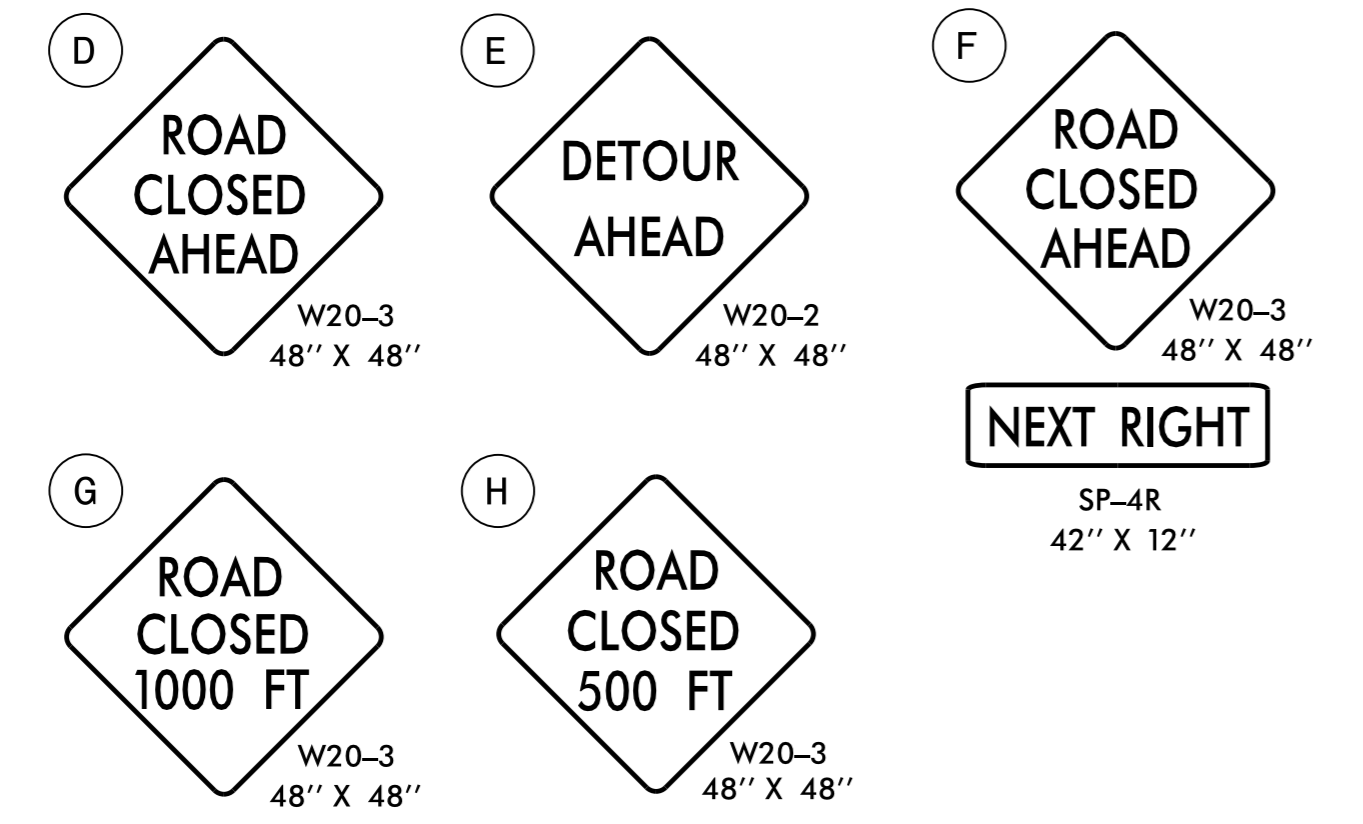 D
ROAD
CLOSED
AHEAD
W20–3
48'' X 48''
E
DETOUR
AHEAD
W20–2
48'' X 48''
F
ROAD
CLOSED
AHEAD
W20–3
48'' X 48''
NEXT RIGHT
SP–4R
42'' X 12''
G
ROAD
CLOSED
1000 FT
W20–3
48'' X 48''
H
ROAD
CLOSED
500 FT
W20–3
48'' X 48''